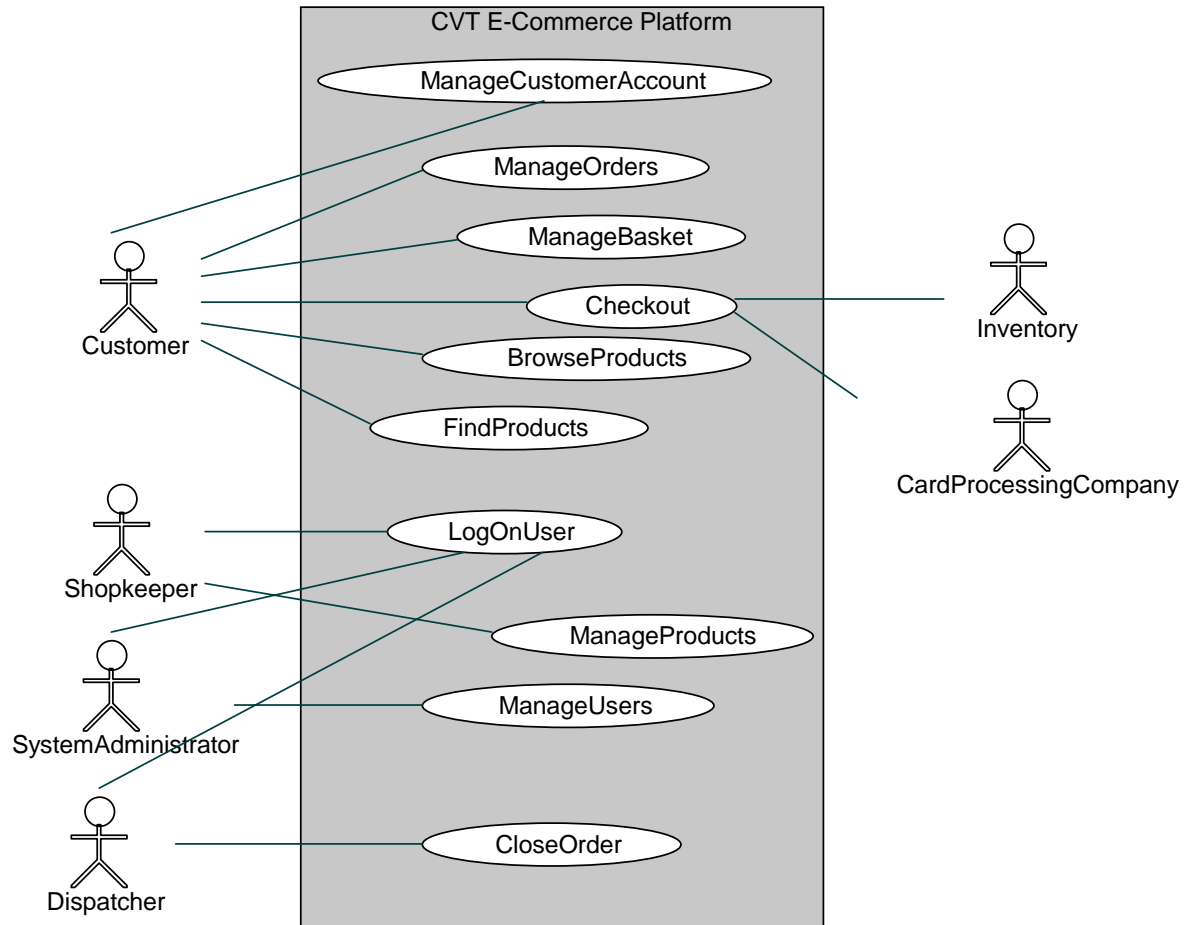 CVT E-Commerce Platform
ManageCustomerAccount
ManageOrders
ManageBasket
Checkout
Inventory
Customer
BrowseProducts
FindProducts
CardProcessingCompany
LogOnUser
Shopkeeper
ManageProducts
ManageUsers
SystemAdministrator
CloseOrder
Dispatcher